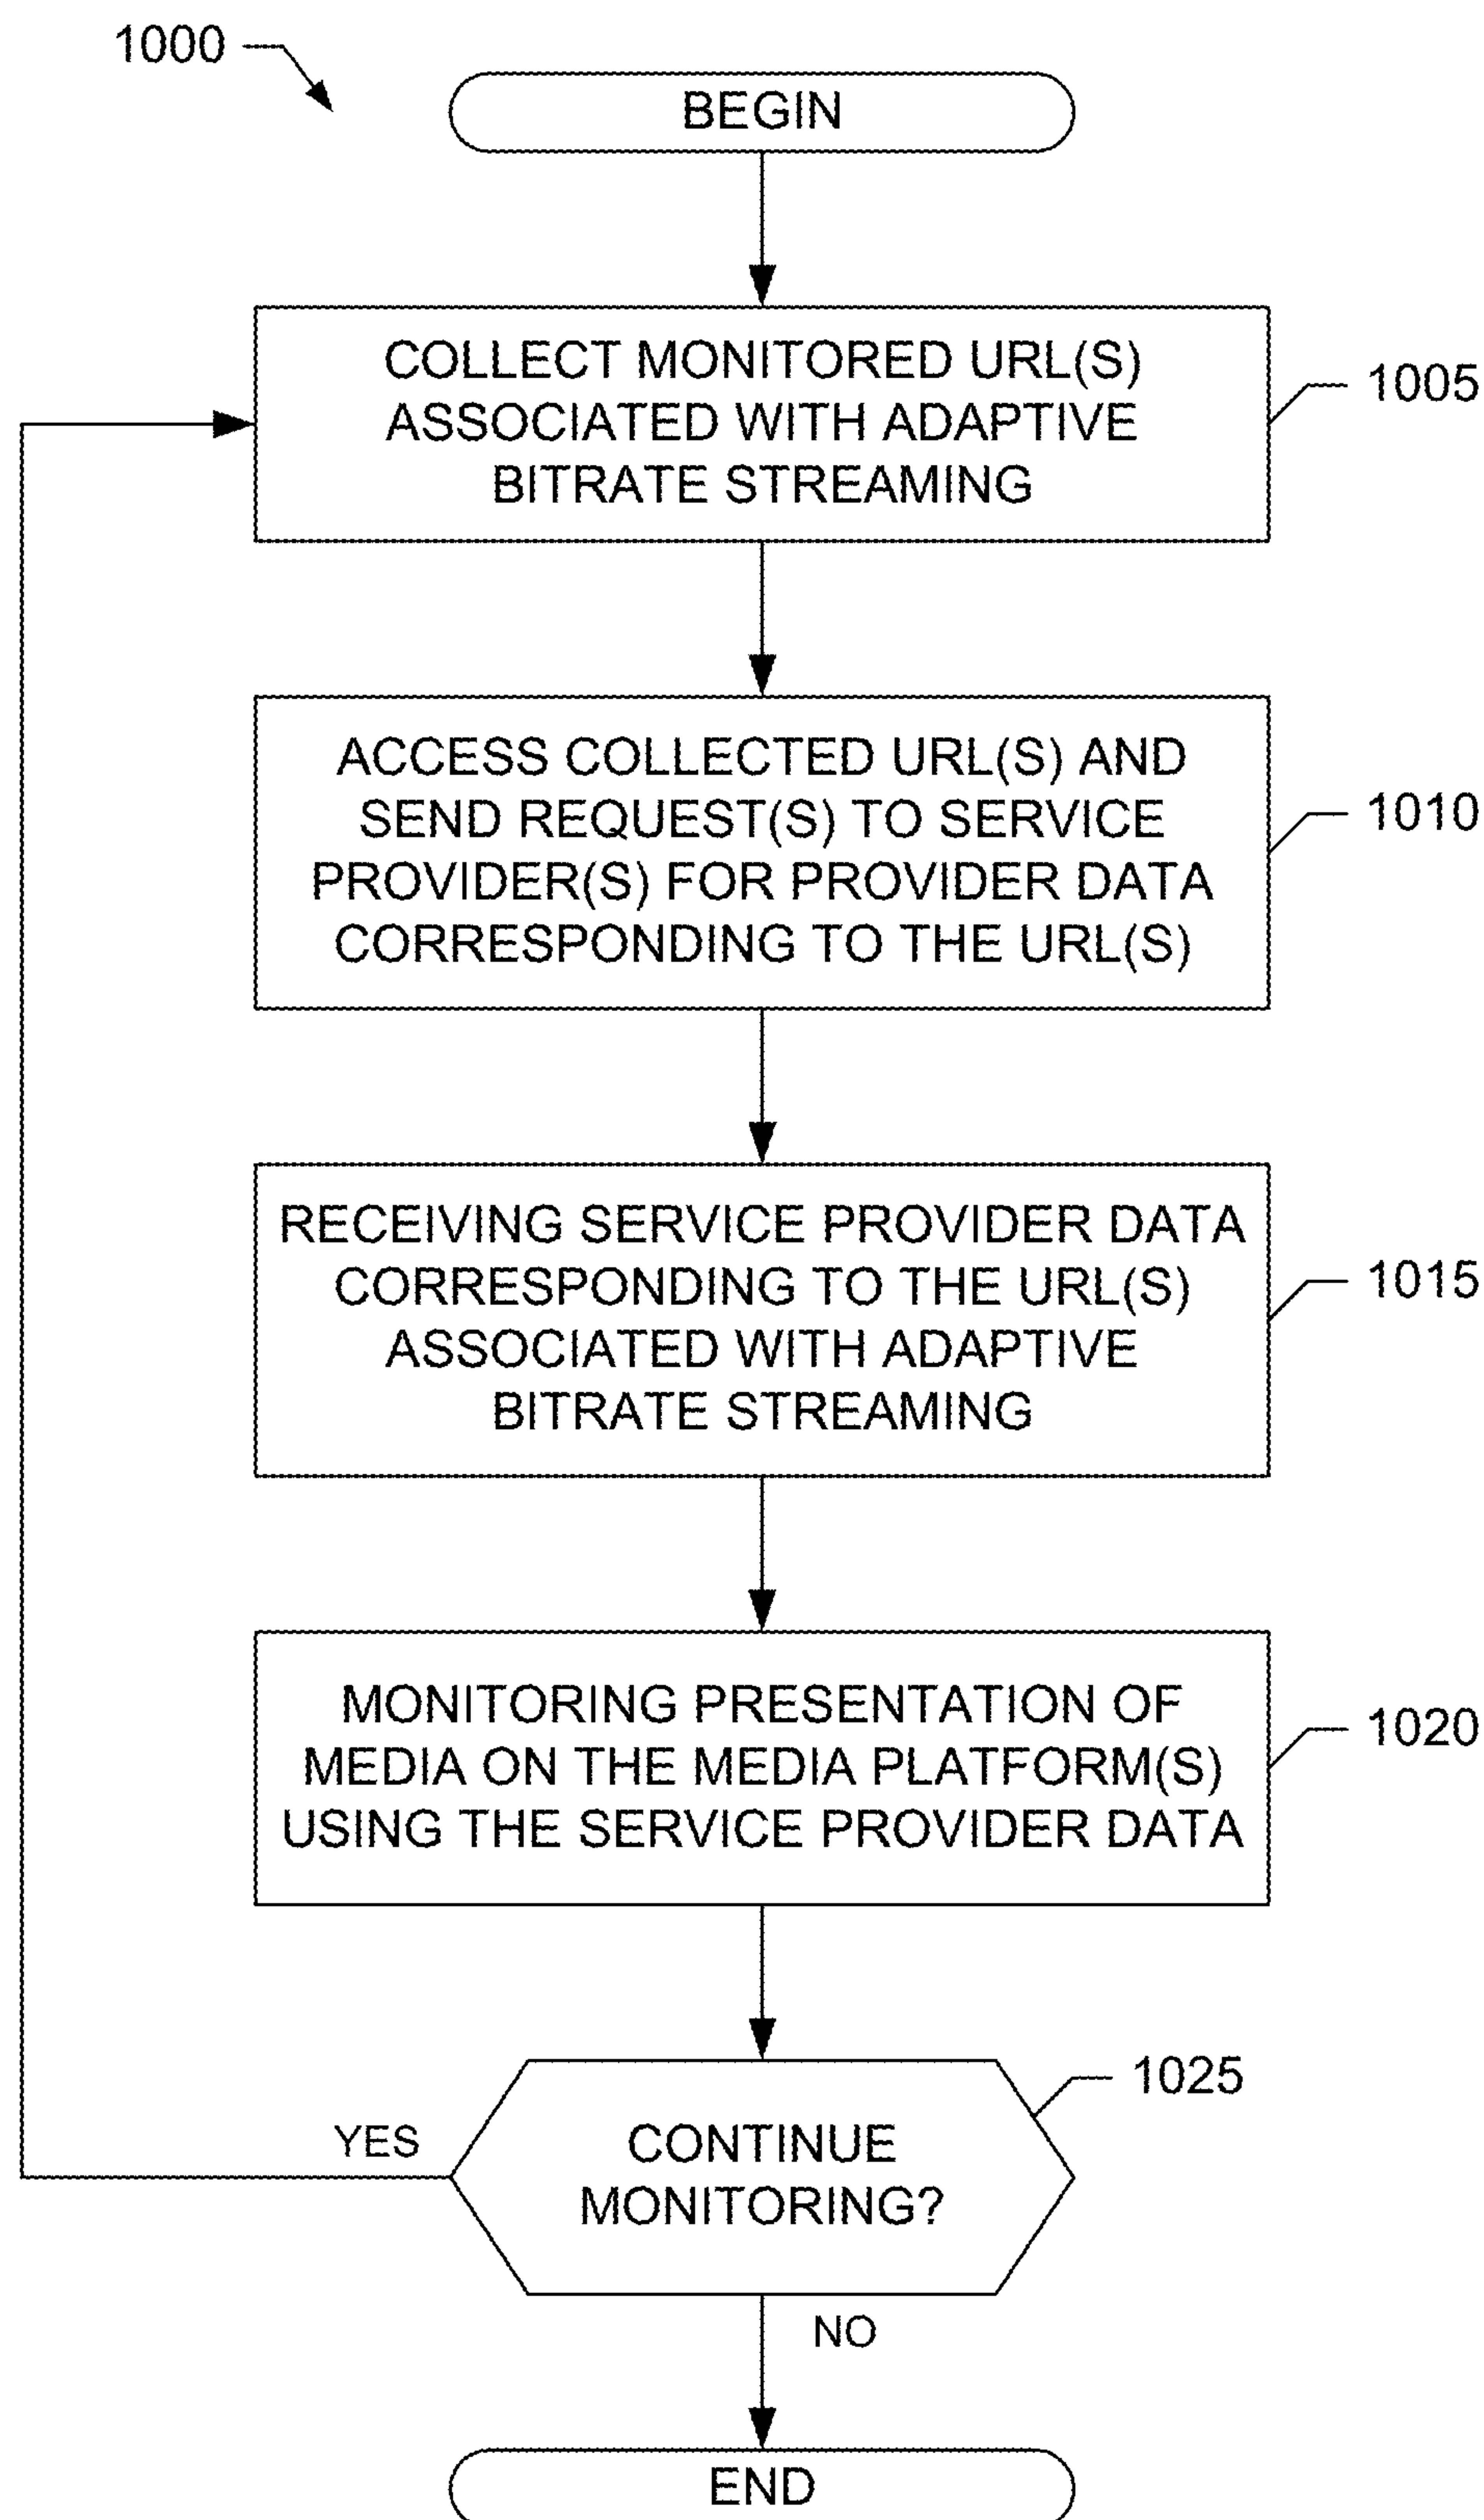 1000
BEGIN
COLLECT MONITORED URL(S)
ASSOCIATED WITH ADAPTIVE
BITRATE STREAMING
1005
ACCESS COLLECTED URL(S) AND
SEND REQUEST(S) TO SERVICE
PROVIDER(S) FOR PROVIDER DATA
CORRESPONDING TO THE URL(S)
1010
RECEIVING SERVICE PROVIDER DATA
CORRESPONDING TO THE URL(S)
ASSOCIATED WITH ADAPTIVE
BITRATE STREAMING
1015
MONITORING PRESENTATION OF
MEDIA ON THE MEDIA PLATFORM(S)
USING THE SERVICE PROVIDER DATA
1020
1025
YES
CONTINUE
MONITORING?
NO
END